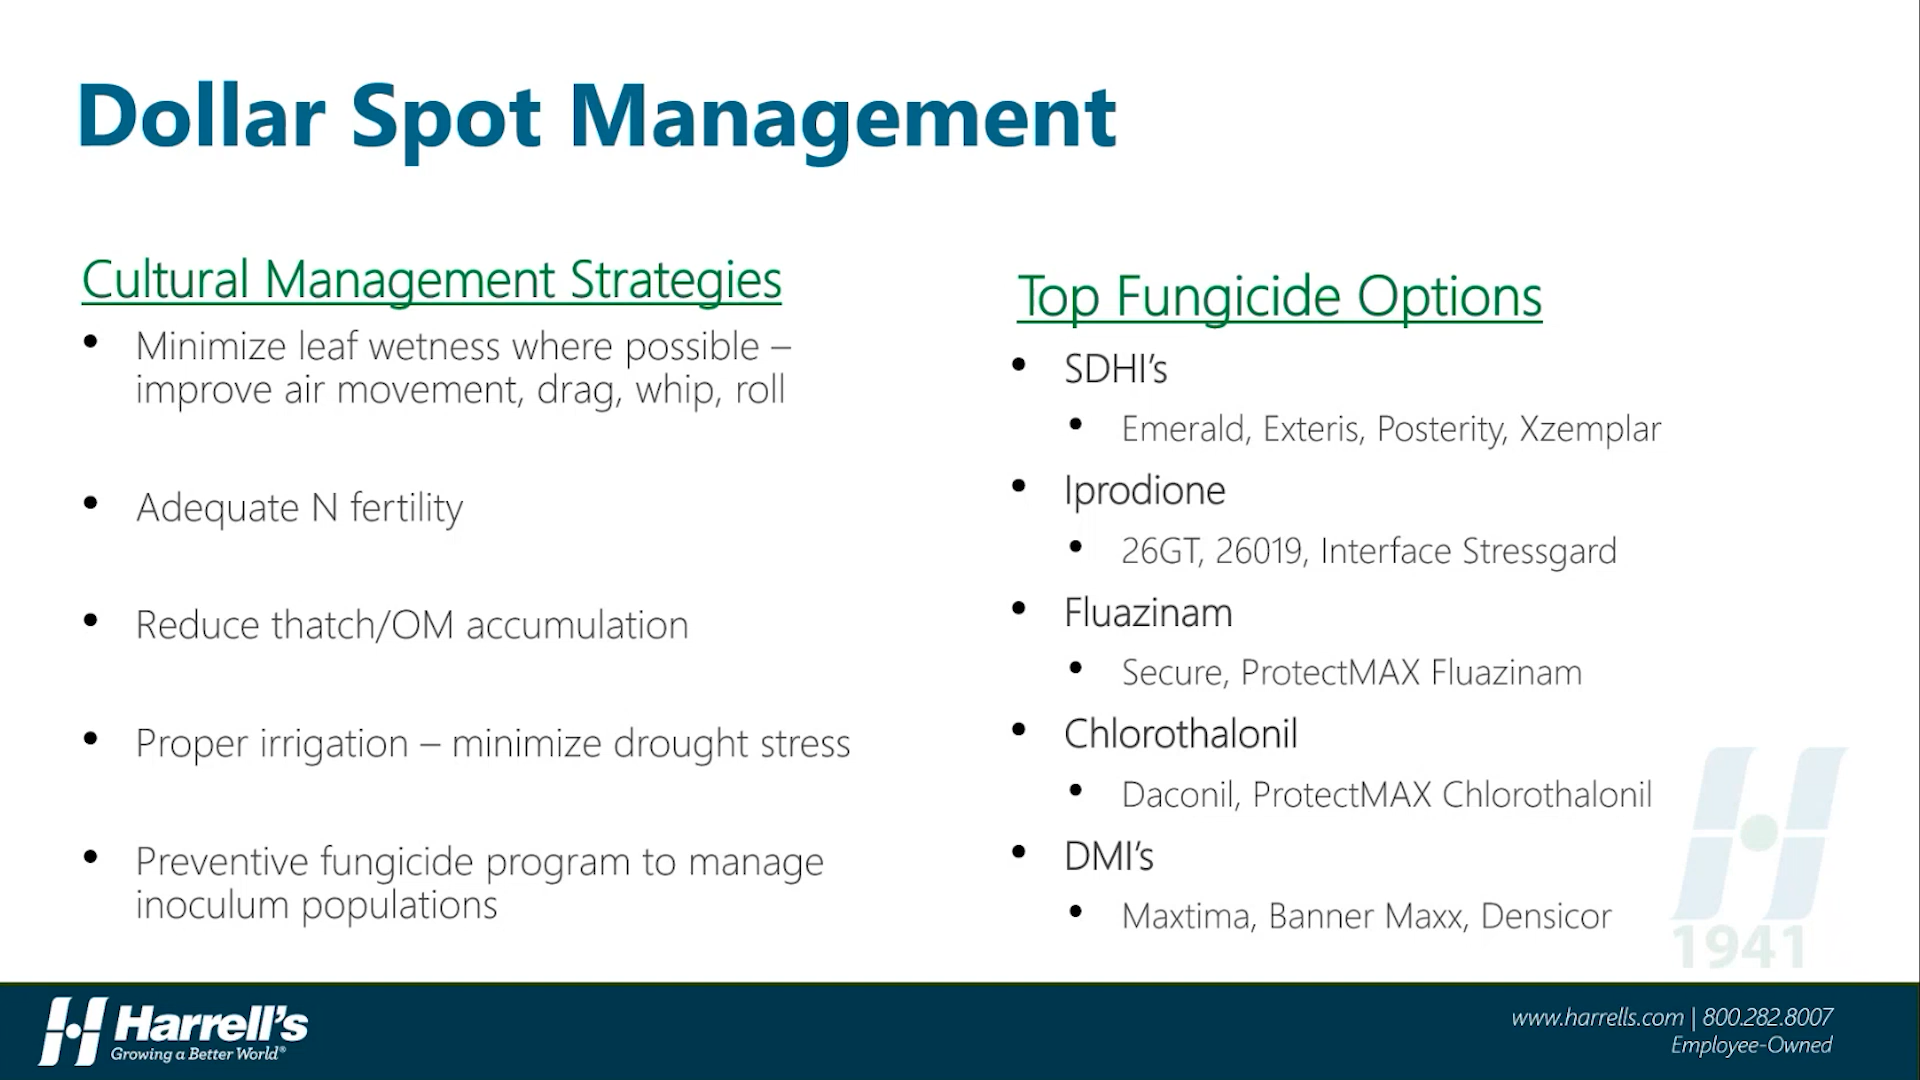 Dollar Spot Management
Cultural Management Strategies
• Minimize leaf wetness where possible –
improve air movement, drag, whip, roll
• Adequate N fertility
• Reduce thatch/OM accumulation
• Proper irrigation – minimize drought stress
• Preventive fungicide program to manage
inoculum populations
Top Fungicide Options
• SDHI's
• Emerald, Exteris, Posterity, Xzemplar
• Iprodione
• 26GT, 26019, Interface Stressgard
• Fluazinam
• Secure, ProtectMAX Fluazinam
• Chlorothalonil
• Daconil, ProtectMAX Chlorothalonil
• DMI's
• Maxtima, Banner Maxx, Densicor
1941
Harrell's
Growing a Better World®
www.harrells.com | 800.282.8007
Employee-Owned